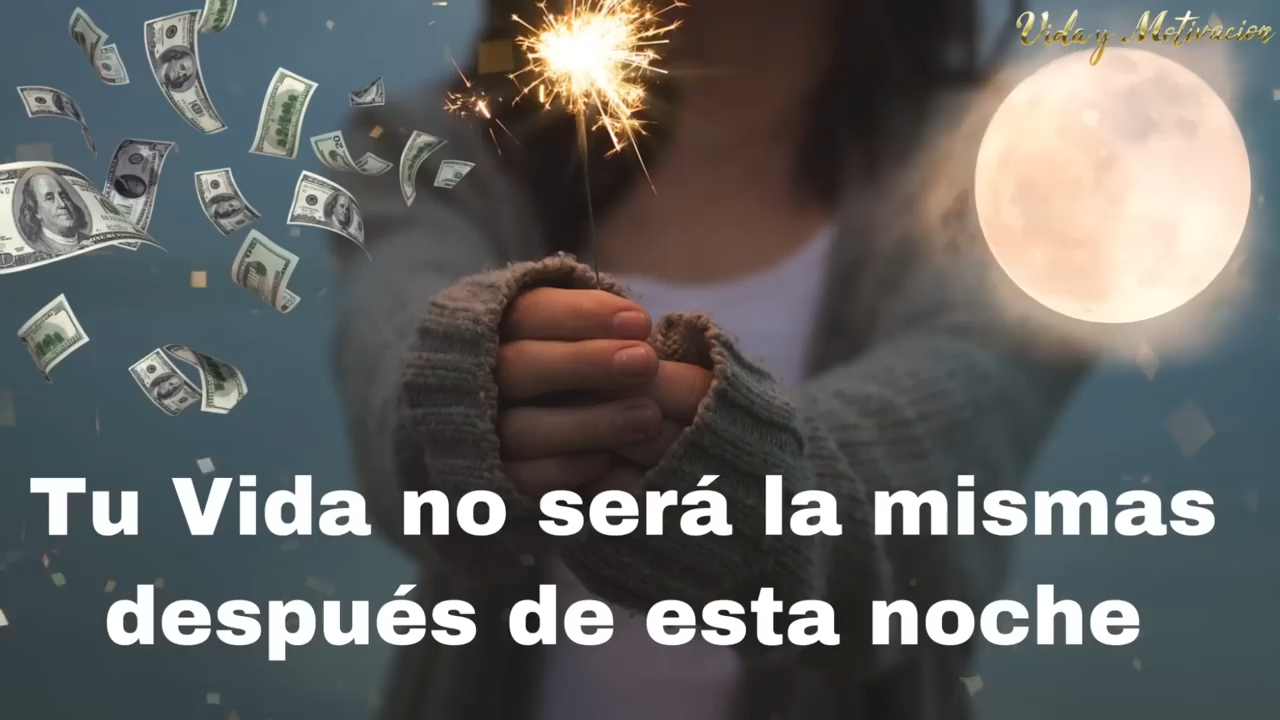 Vida y Motivacion
Tu Vida no será la mismas
después de esta noche